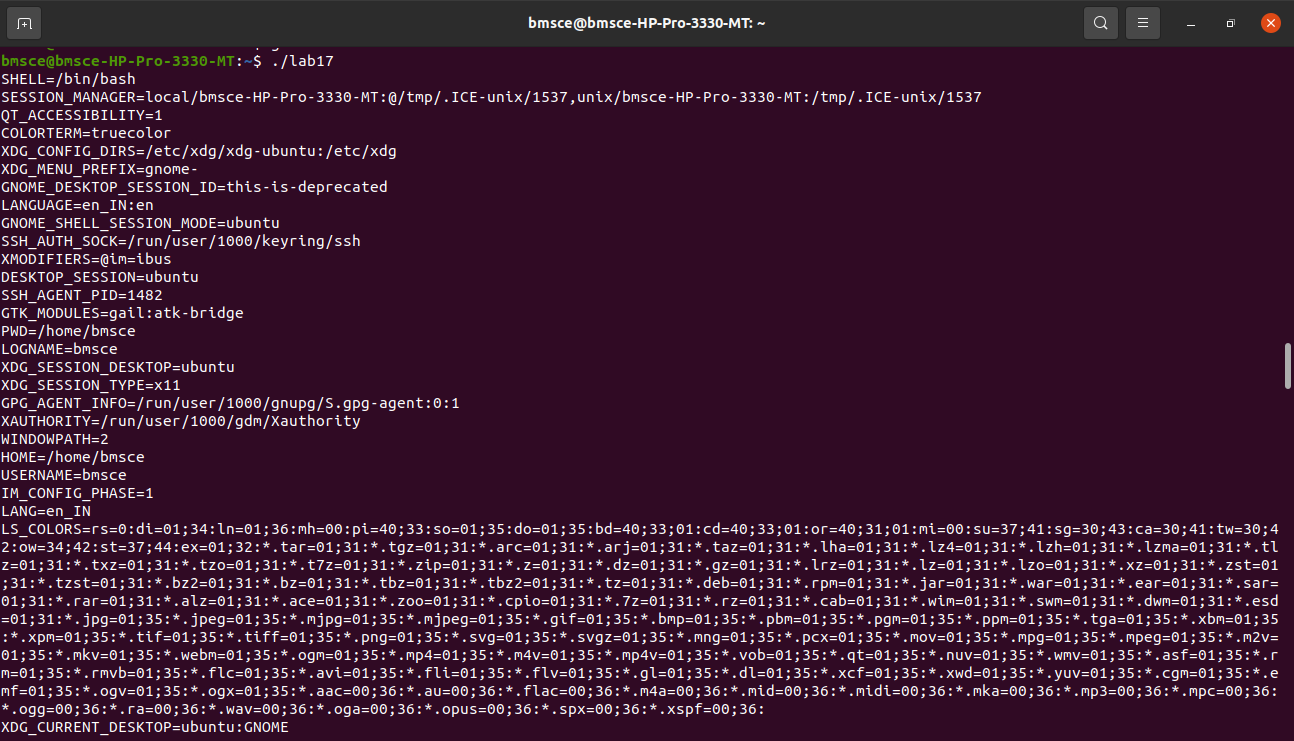 bmsce@bmsce-HP-Pro-3330-MT: ~
bmsce@bmsce-HP-Pro-3330-MT:~$ ./lab17
SHELL=/bin/bash
SESSION_MANAGER=local/bmsce-HP-Pro-3330-MT:@/tmp/.ICE-unix/1537,unix/bmsce-HP-Pro-3330-MT:/tmp/.ICE-unix/1537
QT_ACCESSIBILITY=1
COLORTERM=truecolor
XDG_CONFIG_DIRS=/etc/xdg/xdg-ubuntu:/etc/xdg
XDG_MENU_PREFIX=gnome-
GNOME_DESKTOP_SESSION_ID=this-is-deprecated
LANGUAGE=en_IN:en
GNOME_SHELL_SESSION_MODE=ubuntu
SSH_AUTH_SOCK=/run/user/1000/keyring/ssh
XMODIFIERS=@im=ibus
DESKTOP_SESSION=ubuntu
SSH_AGENT_PID=1482
GTK_MODULES=gail:atk-bridge
PWD=/home/bmsce
LOGNAME=bmsce
XDG_SESSION_DESKTOP=ubuntu
XDG_SESSION_TYPE=x11
GPG_AGENT_INFO=/run/user/1000/gnupg/S.gpg-agent:0:1
XAUTHORITY=/run/user/1000/gdm/Xauthority
WINDOWPATH=2
HOME=/home/bmsce
USERNAME=bmsce
IM_CONFIG_PHASE=1
LANG=en_IN
LS_COLORS=rs=0:di=01;34:ln=01;36:mh=00:pi=40;33:so=01;35:do=01;35:bd=40;33;01:cd=40;33;01:or=40;31;01:mi=00:su=37;41:sg=30;43:ca=30;41:tw=30;4
2:ow=34;42:st=37;44:ex=01;32:*.tar=01;31:*.tgz=01;31:*.arc=01;31:*.arj=01;31:*.taz=01;31:*.lha=01;31:*.lz4=01;31:*.lzh=01;31:*.lzma=01;31:*.tl
z=01;31:*.txz=01;31:*.tzo=01;31:*.t7z=01;31:*.zip=01;31:*.z=01;31:*.dz=01;31:*.gz=01;31:*.lrz=01;31:*.lz=01;31:*.lzo=01;31:*.xz=01;31:*.zst=01
;31:*.tzst=01;31:*.bz2=01;31:*.bz=01;31:*.tbz=01;31:*.tbz2=01;31:*.tz=01;31:*.deb=01;31:*.rpm=01;31:*.jar=01;31:*.war=01;31:*.ear=01;31:*.sar=
01;31:*.rar=01;31:*.alz=01;31:*.ace=01;31:*.zoo=01;31:*.cpio=01;31:*.7z=01;31:*.rz=01;31:*.cab=01;31:*.wim=01;31:*.swm=01;31:*.dwm=01;31:*.esd
=01;31:*.jpg=01;35:*.jpeg=01;35:*.mjpg=01;35:*.mjpeg=01;35:*.gif=01;35:*.bmp=01;35:*.pbm=01;35:*.pgm=01;35:*.ppm=01;35:*.tga=01;35:*.xbm=01;35
:*.xpm=01;35:*.tif=01;35:*.tiff=01;35:*.png=01;35:*.svg=01;35:*.svgz=01;35:*.mng=01;35:*.pcx=01;35:*.mov=01;35:*.mpg=01;35:*.mpeg=01;35:*.m2v=
01;35:*.mkv=01;35:*.webm=01;35:*.ogm=01;35:*.mp4=01;35:*.m4v=01;35:*.mp4v=01;35:*.vob=01;35:*.qt=01;35:*.nuv=01;35:*.wmv=01;35:*.asf=01;35:*.r
m=01;35:*.rmvb=01;35:*.flc=01;35:*.avi=01;35:*.fli=01;35:*.flv=01;35:*.gl=01;35:*.dl=01;35:*.xcf=01;35:*.xwd=01;35:*.yuv=01;35:*.cgm=01;35:*.e
mf=01;35:*.ogv=01;35:*.ogx=01;35:*.aac=00;36:*.au=00;36:*.flac=00;36:*.m4a=00;36:*.mid=00;36:*.midi=00;36:*.mka=00;36:*.mp3=00;36:*.mpc=00;36:
*.ogg=00;36:*.ra=00;36:*.wav=00;36:*.oga=00;36:*.opus=00;36:*.spx=00;36:*.xspf=00;36:
XDG_CURRENT_DESKTOP=ubuntu:GNOME